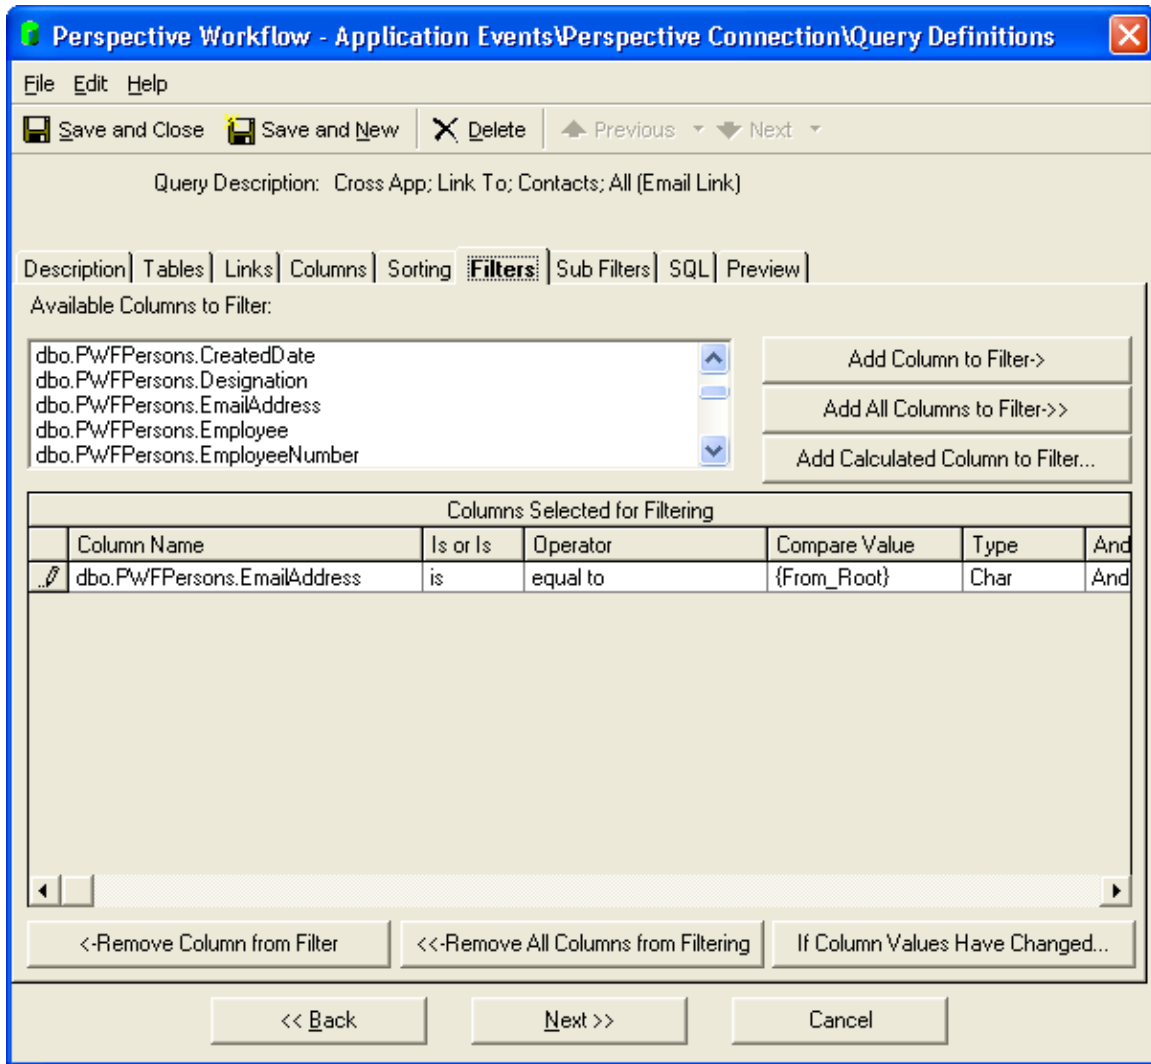 Perspective Workflow - Application Events\Perspective Connection\Query Definitions
File Edit Help
Save and Close Save and New Delete Previous Next
Query Description: Cross App; Link To; Contacts; All (Email Link)
Description Tables Links Columns Sorting Filters Sub Filters SQL Preview
Available Columns to Filter:
dbo.PWFPersons.CreatedDate
dbo.PWFPersons.Designation
dbo.PWFPersons.EmailAddress
dbo.PWFPersons.Employee
dbo.PWFPersons.EmployeeNumber
Add Column to Filter->
Add All Columns to Filter->>
Add Calculated Column to Filter...
Columns Selected for Filtering
Column Name Is or Is Operator Compare Value Type And
dbo.PWFPersons.EmailAddress is equal to {From_Root} Char And
<-Remove Column from Filter <<-Remove All Columns from Filtering If Column Values Have Changed...
<< Back Next >> Cancel